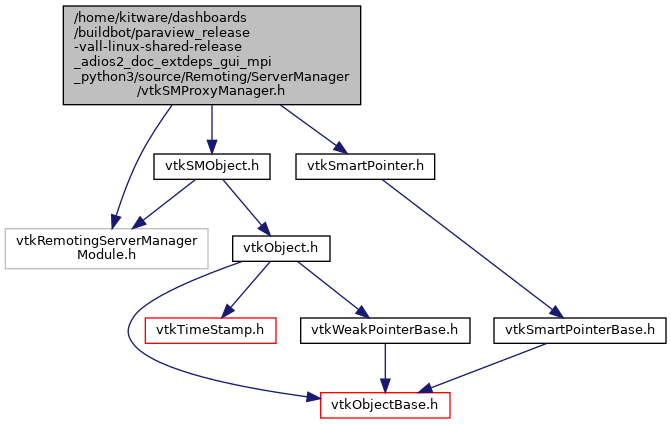 /home/kitware/dashboards
/buildbot/paraview_release
-vall-linux-shared-release
_adios2_doc_extdeps_gui_mpi
_python3/source/Remoting/ServerManager
/vtkSMProxyManager.h
vtkSMObject.h
vtkSmartPointer.h
vtkRemotingServerManager
Module.h
vtkObject.h
vtkTimeStamp.h
vtkWeakPointerBase.h
vtkSmartPointerBase.h
vtkObjectBase.h